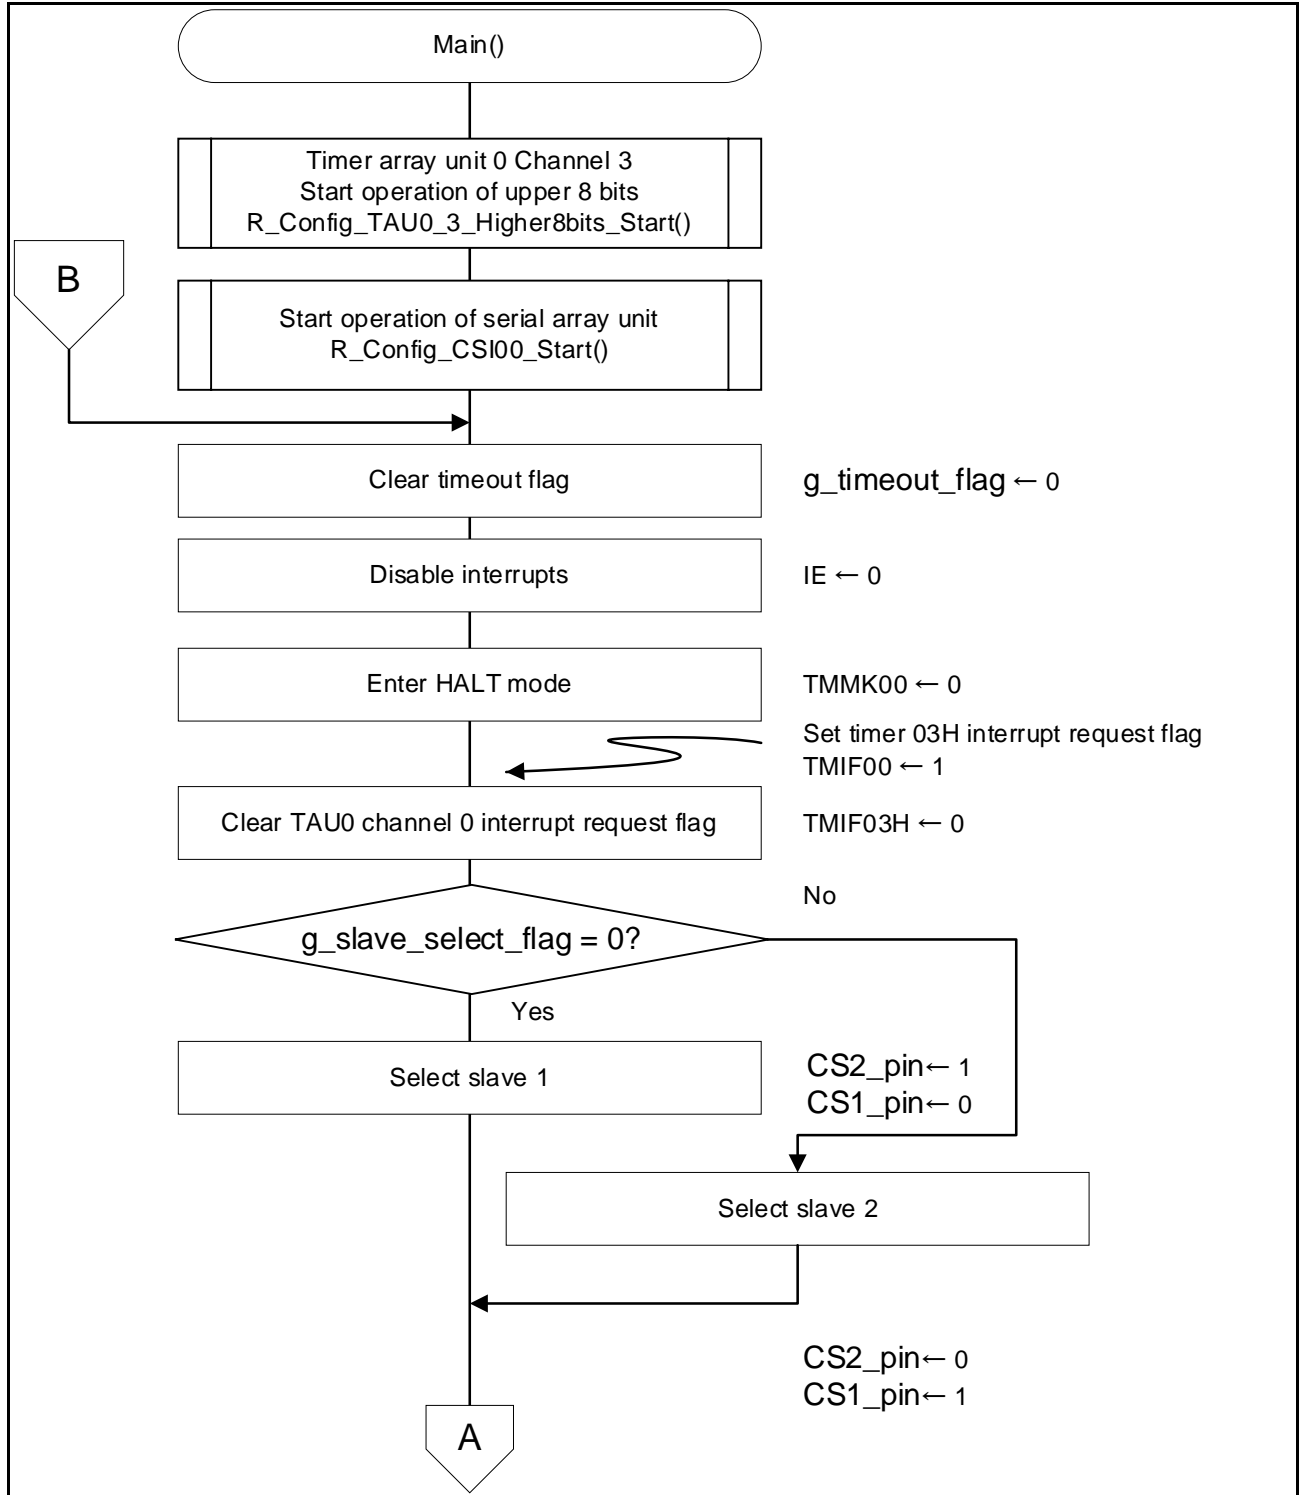 Main()
Timer array unit 0 Channel 3
Start operation of upper 8 bits
R_Config_TAU0_3_Higher8bits_Start()
B
Start operation of serial array unit
R_Config_CSI00_Start()
Clear timeout flag
g_timeout_flag ← 0
Disable interrupts
IE ← 0
Enter HALT mode
TMMK00 ← 0
Set timer 03H interrupt request flag
TMIF00 ← 1
Clear TAU0 channel 0 interrupt request flag
TMIF03H ← 0
No
g_slave_select_flag = 0?
Yes
Select slave 1
CS2_pin← 1
CS1_pin← 0
Select slave 2
CS2_pin← 0
CS1_pin← 1
A